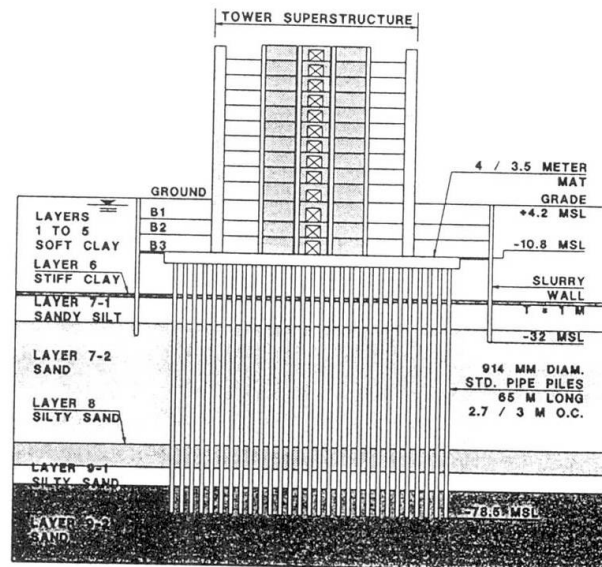 TOWER SUPERSTRUCTURE
4 / 3.5 METER
MAT
GROUND
GRADE
+4.2 MSL
LAYERS
1 TO 5
SOFT CLAY
B1
B2
B3
-10.8 MSL
LAYER 6
STIFF CLAY
SLURRY
WALL
T = 1 M
LAYER 7-1
SANDY SILT
-32 MSL
LAYER 7-2
SAND
914 MM DIAM.
STD. PIPE PILES
65 M LONG
2.7 / 3 M O.C.
LAYER 8
SILTY SAND
LAYER 9-1
SILTY SAND
-78.5 MSL
LAYER 9-2
SAND